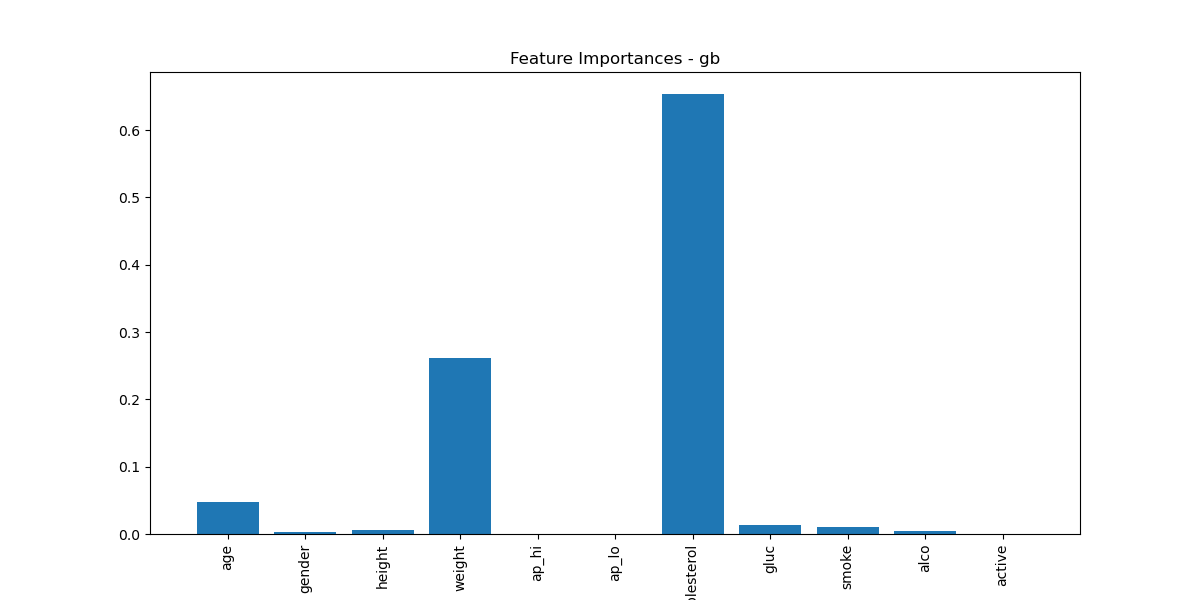 Feature Importances - gb
0.6
0.5
0.4
0.3
0.2
0.1
0.0
age
gender
height
weight
ap_hi
ap_lo
olesterol
gluc
smoke
alco
active